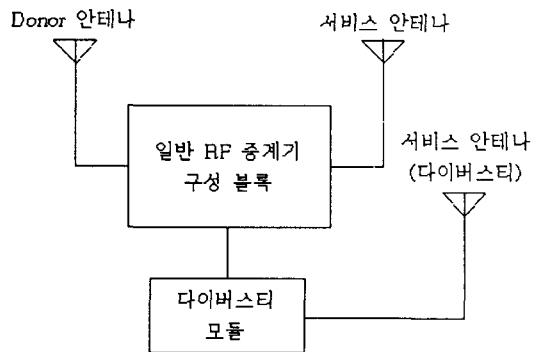 Donor 안테나
서비스 안테나
서비스 안테나
(다이버스티)
일반 RF 중계기
구성 블록
다이버스티
모듈